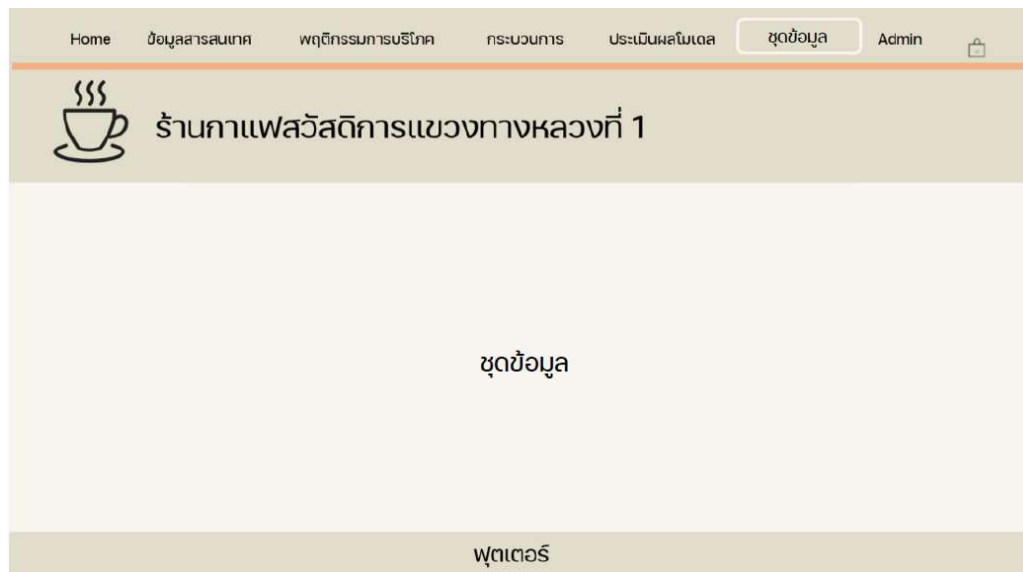 Home ข้อมูลสารสนเทศ พฤติกรรมการบริโภค กระบวนการ ประเมินผลโมเดล ชุดข้อมูล Admin
ร้านกาแฟสวัสดิการแขวงทางหลวงที่ 1
ชุดข้อมูล
ฟุตเตอร์